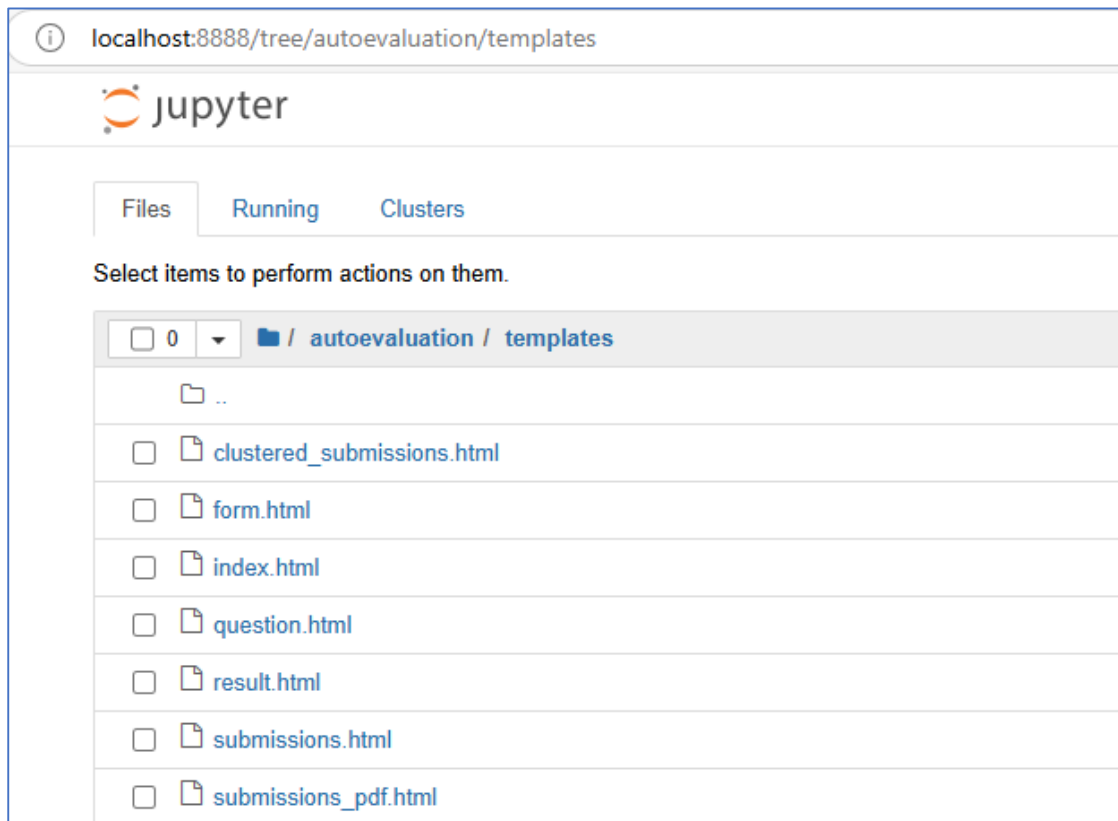 localhost:8888/tree/autoevaluation/templates
jupyter
Files Running Clusters
Select items to perform actions on them.
0 / autoevaluation / templates
..
clustered_submissions.html
form.html
index.html
question.html
result.html
submissions.html
submissions_pdf.html